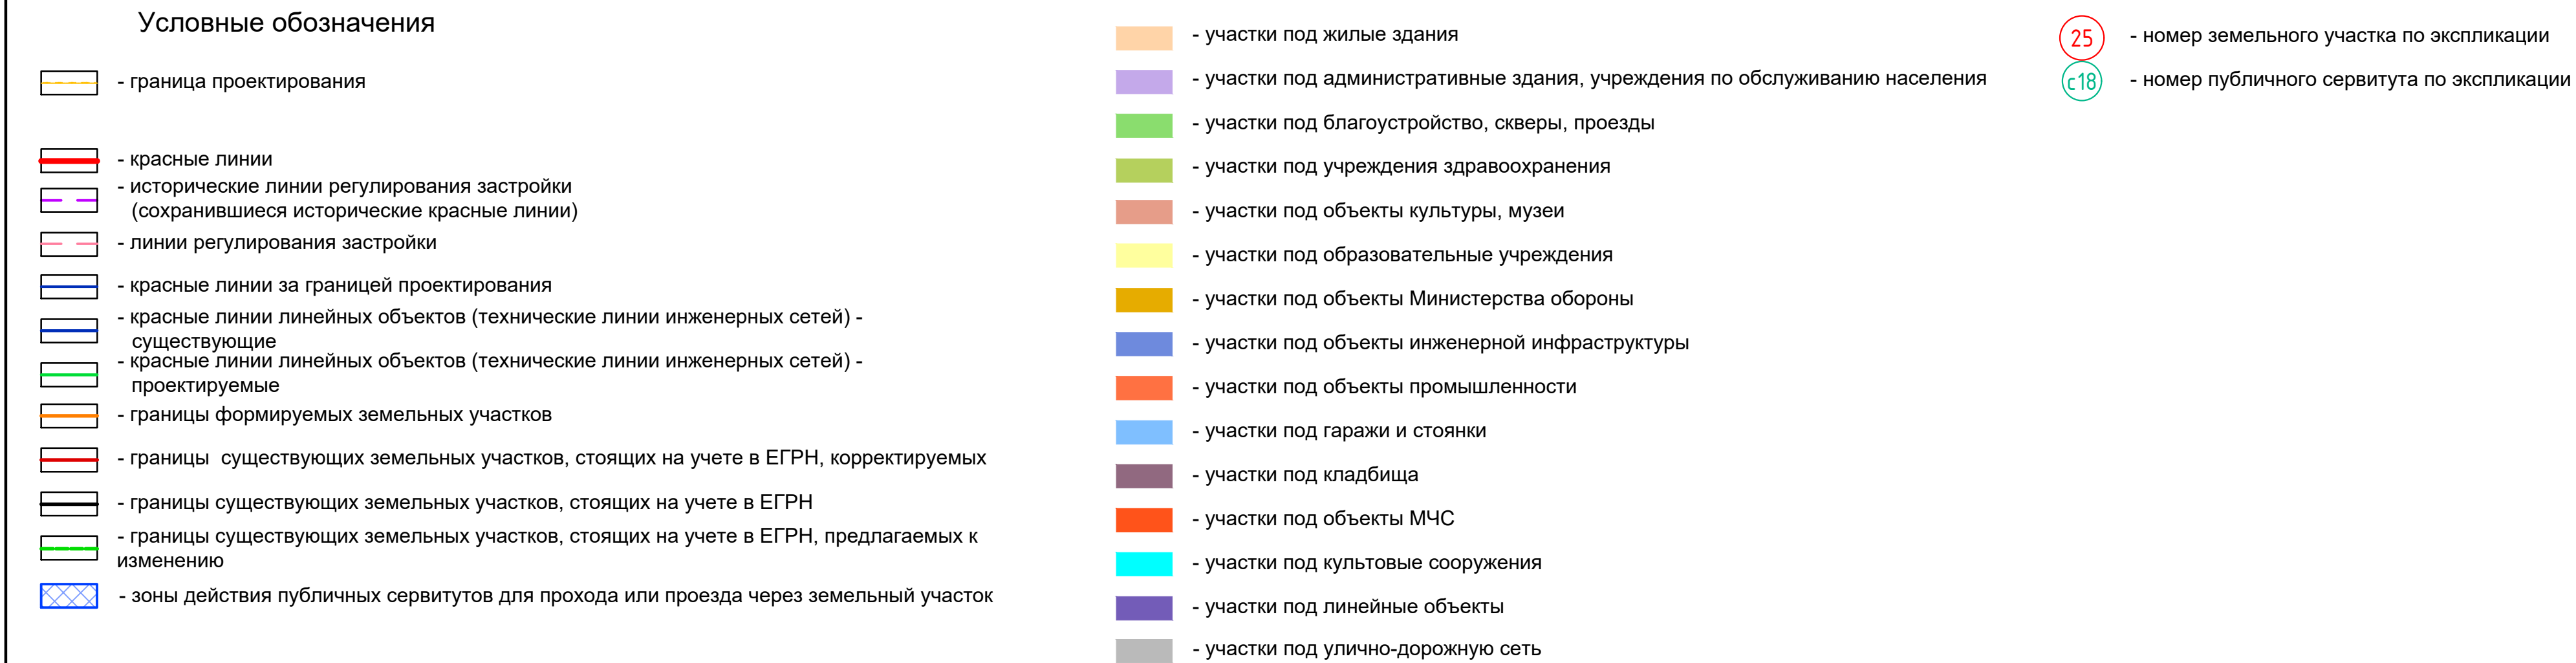 Условные обозначения
- граница проектирования
- красные линии
- исторические линии регулирования застройки
(сохранившиеся исторические красные линии)
- линии регулирования застройки
- красные линии за границей проектирования
- красные линии линейных объектов (технические линии инженерных сетей) -
существующие
- красные линии линейных объектов (технические линии инженерных сетей) -
проектируемые
- границы формируемых земельных участков
- границы  существующих земельных участков, стоящих на учете в ЕГРН, корректируемых
- границы существующих земельных участков, стоящих на учете в ЕГРН
- границы существующих земельных участков, стоящих на учете в ЕГРН, предлагаемых к
изменению
- зоны действия публичных сервитутов для прохода или проезда через земельный участок
- участки под жилые здания
- участки под административные здания, учреждения по обслуживанию населения
- участки под благоустройство, скверы, проезды
- участки под учреждения здравоохранения
- участки под объекты культуры, музеи
- участки под образовательные учреждения
- участки под объекты Министерства обороны
- участки под объекты инженерной инфраструктуры
- участки под объекты промышленности
- участки под гаражи и стоянки
- участки под кладбища
- участки под объекты МЧС
- участки под культовые сооружения
- участки под линейные объекты
- участки под улично-дорожную сеть
25 - номер земельного участка по экспликации
с18 - номер публичного сервитута по экспликации